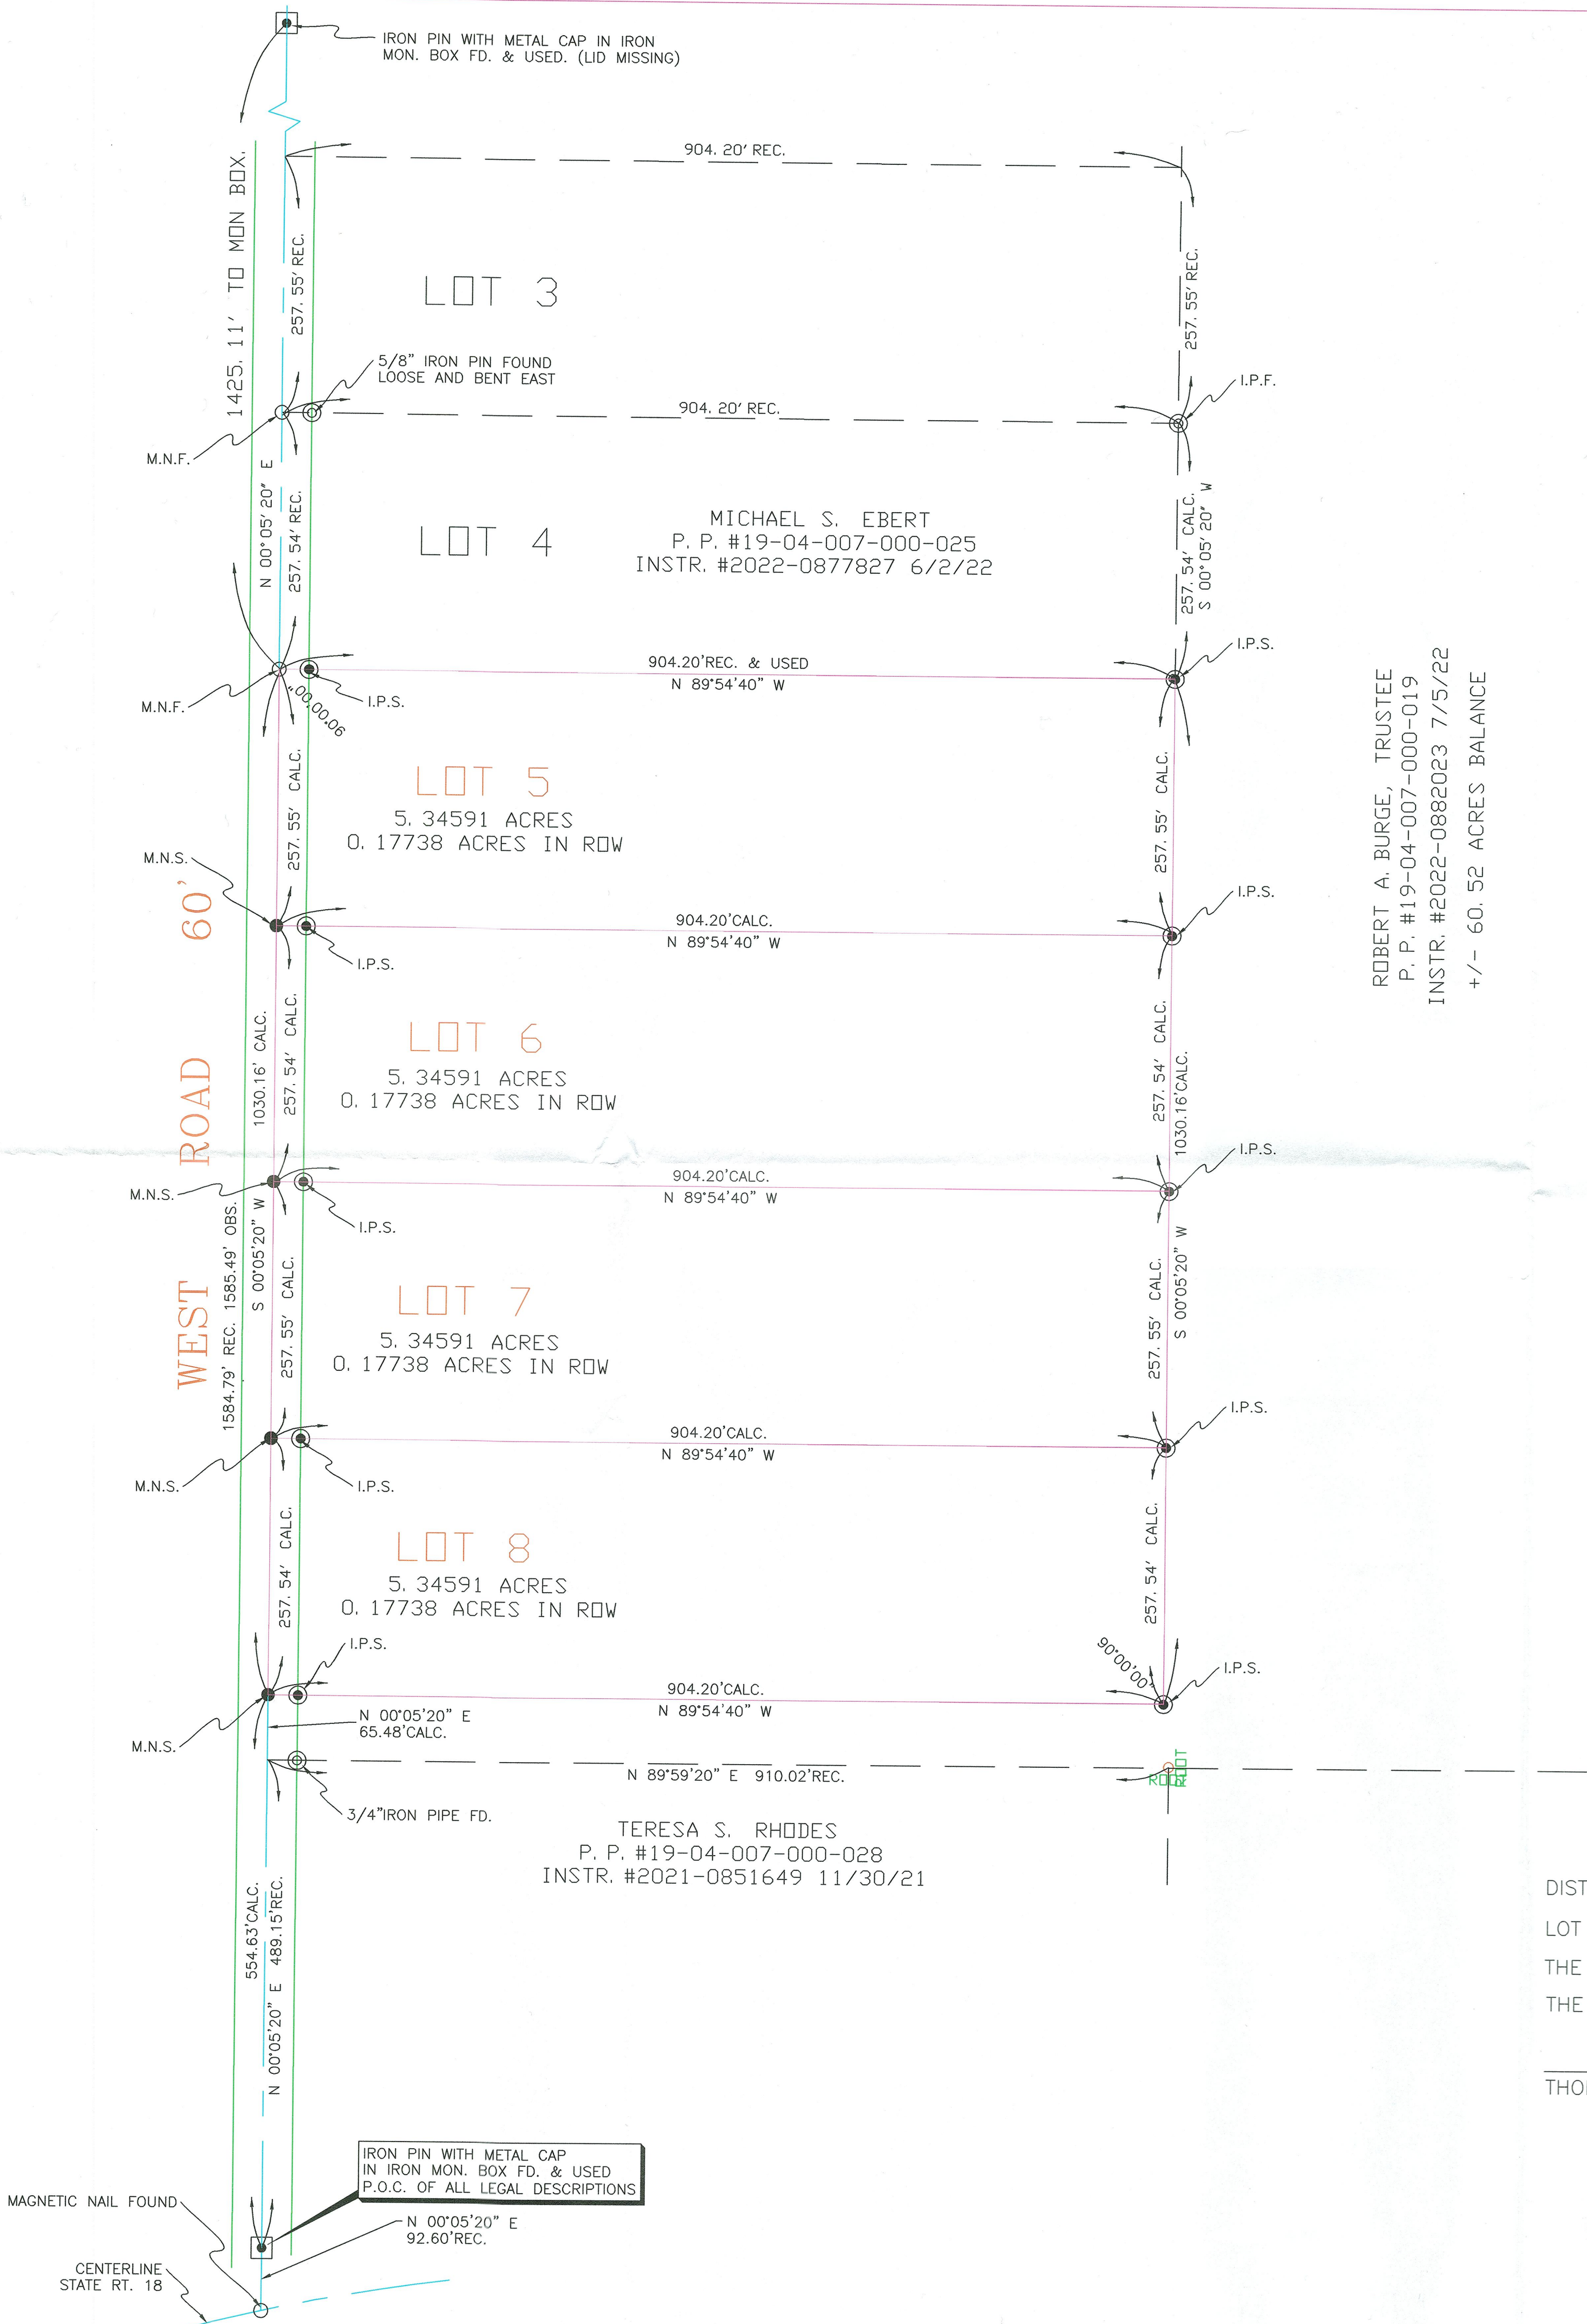 IRON PIN WITH METAL CAP IN IRON
MON. BOX FD. & USED. (LID MISSING)
1425.11' TO MON BOX.
904.20' REC.
257.55' REC.
257.55' REC.
LOT 3
5/8" IRON PIN FOUND
LOOSE AND BENT EAST
I.P.F.
904.20' REC.
M.N.F.
N 00°05'20" E
257.54' REC.
LOT 4
MICHAEL S. EBERT
P.P. #19-04-007-000-025
INSTR. #2022-0877827 6/2/22
257.54' CALC.
S 00°05'20" W
I.P.S.
904.20'REC. & USED
N 89°54'40" W
M.N.F.
90°00'00"
I.P.S.
ROBERT A. BURGE, TRUSTEE
P.P. #19-04-007-000-019
INSTR. #2022-0882023 7/5/22
+/- 60.52 ACRES BALANCE
257.55' CALC.
LOT 5
5.34591 ACRES
0.17738 ACRES IN ROW
257.55' CALC.
M.N.S.
I.P.S.
904.20'CALC.
N 89°54'40" W
I.P.S.
WEST ROAD 60'
1030.16' CALC.
257.54' CALC.
LOT 6
5.34591 ACRES
0.17738 ACRES IN ROW
257.54' CALC.
1030.16'CALC.
I.P.S.
904.20'CALC.
N 89°54'40" W
M.N.S.
I.P.S.
1584.79' REC. 1585.49' OBS.
S 00°05'20" W
257.55' CALC.
LOT 7
5.34591 ACRES
0.17738 ACRES IN ROW
257.55' CALC.
S 00°05'20" W
I.P.S.
904.20'CALC.
N 89°54'40" W
M.N.S.
I.P.S.
257.54' CALC.
LOT 8
5.34591 ACRES
0.17738 ACRES IN ROW
257.54' CALC.
I.P.S.
90°00'00"
I.P.S.
904.20'CALC.
N 89°54'40" W
M.N.S.
N 00°05'20" E
65.48'CALC.
N 89°59'20" E 910.02'REC.
ROOT
ROOT
3/4"IRON PIPE FD.
TERESA S. RHODES
P.P. #19-04-007-000-028
INSTR. #2021-0851649 11/30/21
554.63'CALC.
N 00°05'20" E 489.15'REC.
DIST
LOT
THE
THE
THO
IRON PIN WITH METAL CAP
IN IRON MON. BOX FD. & USED
P.O.C. OF ALL LEGAL DESCRIPTIONS
MAGNETIC NAIL FOUND
N 00°05'20" E
92.60'REC.
CENTERLINE
STATE RT. 18